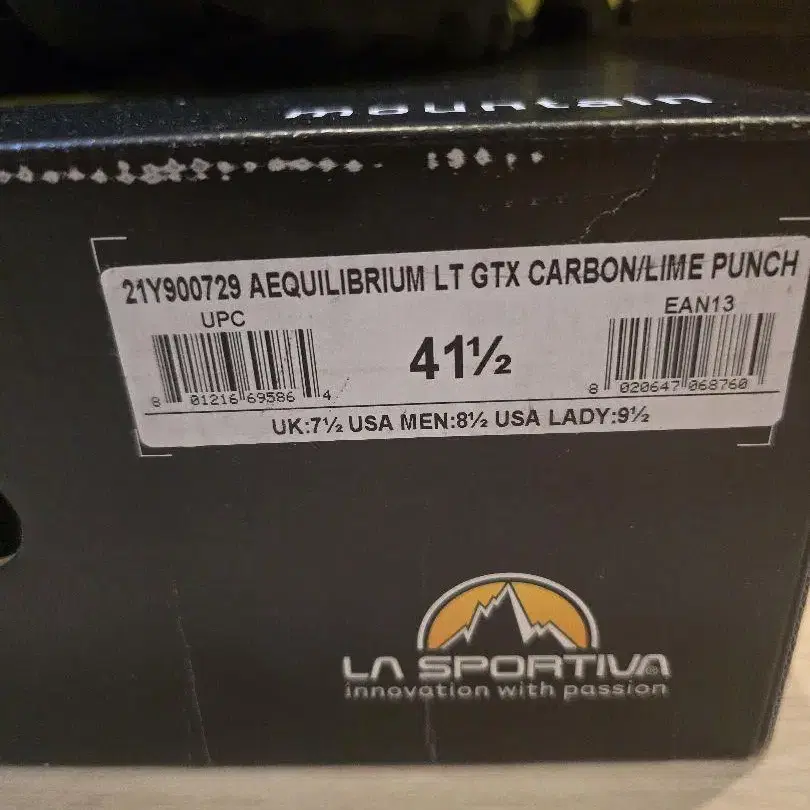 mountain
21Y900729 AEQUILIBRIUM LT GTX CARBON/LIME PUNCH
UPC
EAN13
41½
8 01216 69586 4
8 020647 068760
UK:7½ USA MEN:8½ USA LADY:9½
LA SPORTIVA®
innovation with passion